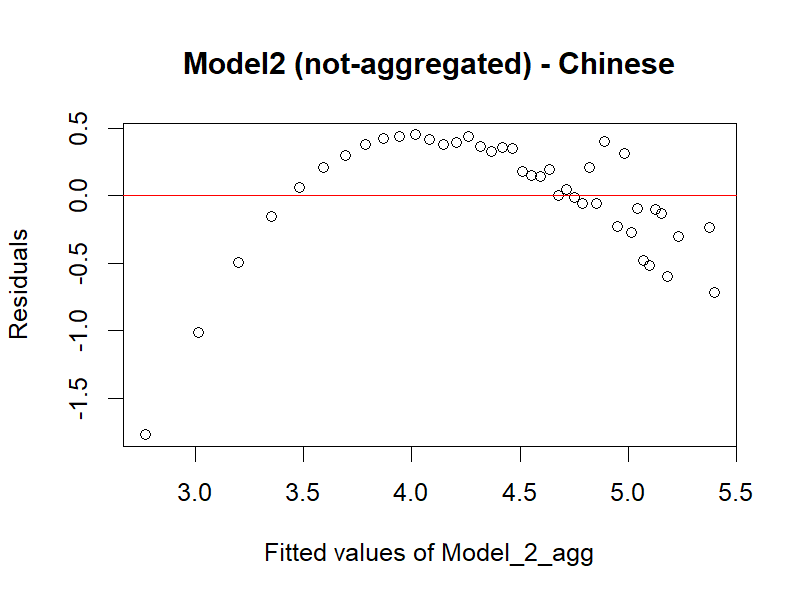 Model2 (not-aggregated) - Chinese
Residuals
0.5
0.0
-0.5
-1.0
-1.5
3.0 3.5 4.0 4.5 5.0 5.5
Fitted values of Model_2_agg